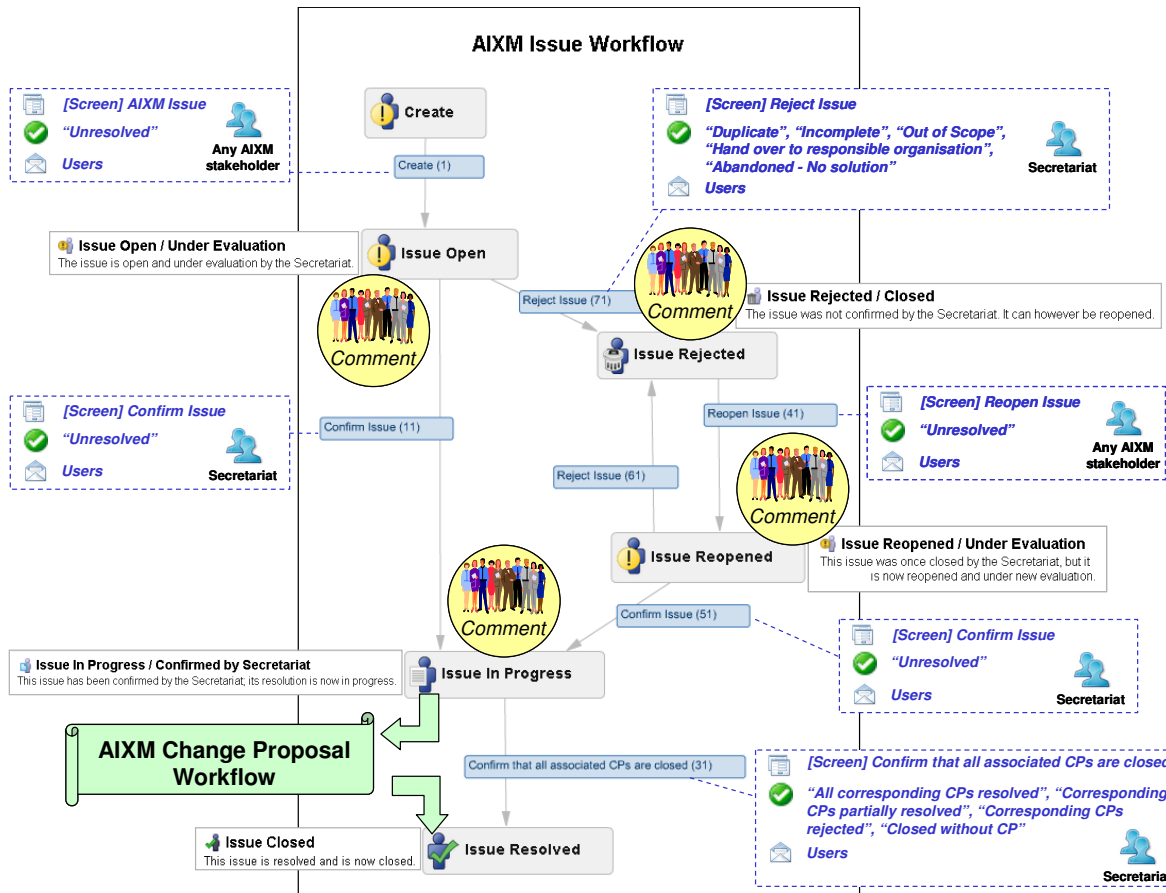 AIXM Issue Workflow
[Screen] AIXM Issue
“Unresolved”
Users
Any AIXM
stakeholder
Create
Create (1)
[Screen] Reject Issue
“Duplicate”, “Incomplete”, “Out of Scope”,
“Hand over to responsible organisation”,
“Abandoned - No solution”
Users
Secretariat
Issue Open / Under Evaluation
The issue is open and under evaluation by the Secretariat.
Issue Open
Comment
Reject Issue (71)
Comment
Issue Rejected / Closed
The issue was not confirmed by the Secretariat. It can however be reopened.
Issue Rejected
[Screen] Confirm Issue
“Unresolved”
Users
Secretariat
Confirm Issue (11)
Reopen Issue (41)
[Screen] Reopen Issue
“Unresolved”
Users
Any AIXM
stakeholder
Reject Issue (61)
Comment
Issue Reopened
Issue Reopened / Under Evaluation
This issue was once closed by the Secretariat, but it
is now reopened and under new evaluation.
Comment
Confirm Issue (51)
[Screen] Confirm Issue
“Unresolved”
Users
Secretariat
Issue In Progress / Confirmed by Secretariat
This issue has been confirmed by the Secretariat; its resolution is now in progress.
Issue In Progress
AIXM Change Proposal
Workflow
Confirm that all associated CPs are closed (31)
[Screen] Confirm that all associated CPs are closed
“All corresponding CPs resolved”, “Corresponding
CPs partially resolved”, “Corresponding CPs
rejected”, “Closed without CP”
Users
Secretaria
Issue Closed
This issue is resolved and is now closed.
Issue Resolved